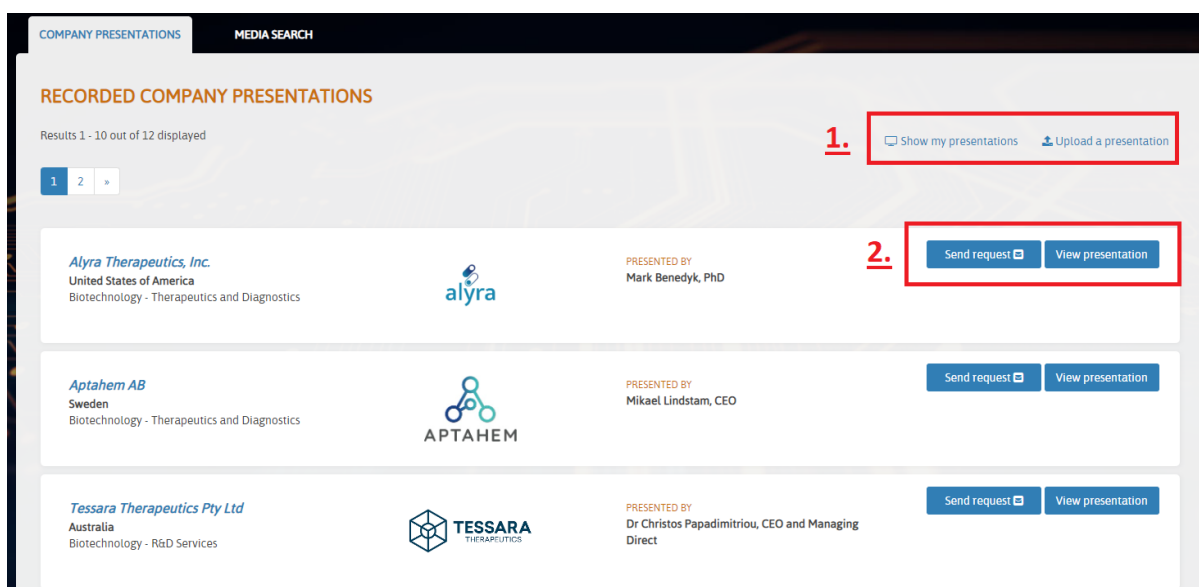 COMPANY PRESENTATIONS MEDIA SEARCH
RECORDED COMPANY PRESENTATIONS
Results 1 - 10 out of 12 displayed
1. Show my presentations Upload a presentation
1 2 »
2. Send request View presentation
Alyra Therapeutics, Inc.
United States of America
Biotechnology - Therapeutics and Diagnostics
alyra
PRESENTED BY
Mark Benedyk, PhD
Send request View presentation
Aptahem AB
Sweden
Biotechnology - Therapeutics and Diagnostics
APTAHEM
PRESENTED BY
Mikael Lindstam, CEO
Send request View presentation
Tessara Therapeutics Pty Ltd
Australia
Biotechnology - R&D Services
TESSARA
THERAPEUTICS
PRESENTED BY
Dr Christos Papadimitriou, CEO and Managing
Direct